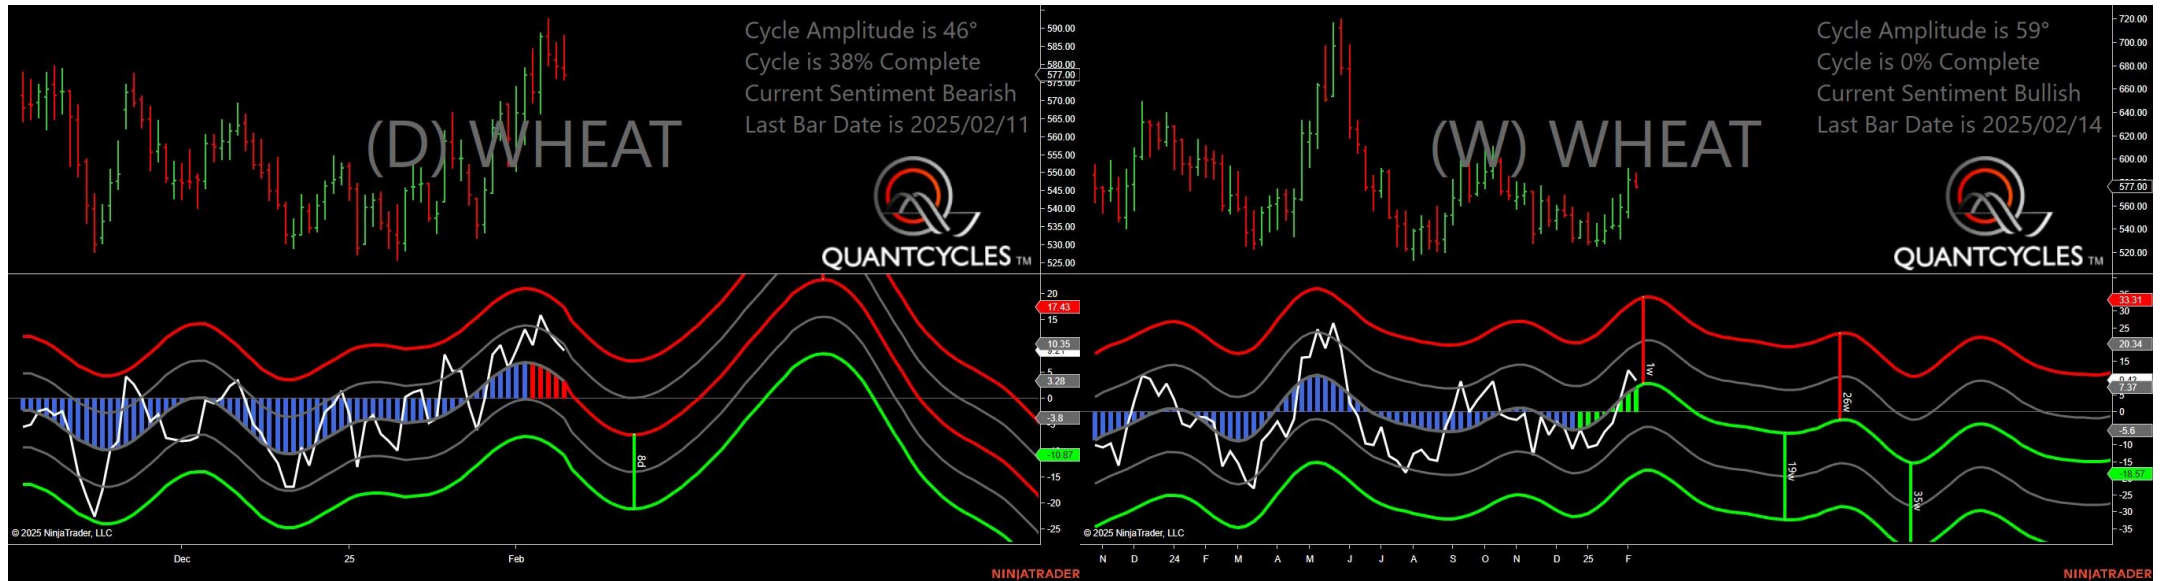 Cycle Amplitude is 46°
Cycle is 38% Complete
Current Sentiment Bearish
Last Bar Date is 2025/02/11
(D) WHEAT
QUANTCYCLES TM
590.00
585.00
580.00
577.00
575.00
570.00
565.00
560.00
555.00
550.00
545.00
540.00
535.00
530.00
525.00
20
17.43
15
10.35
9.21
5
3.28
0
-3.8
-5
-10.87
-15
-20
-25
8d
© 2025 NinjaTrader, LLC
Dec 25 Feb
NINJATRADER
Cycle Amplitude is 59°
Cycle is 0% Complete
Current Sentiment Bullish
Last Bar Date is 2025/02/14
(W) WHEAT
QUANTCYCLES TM
720.00
700.00
680.00
660.00
640.00
620.00
600.00
577.00
560.00
540.00
520.00
33.31
30
25
20.34
15
7.37
0
-5.6
-10
-15
-18.57
-25
-30
-35
1w
26w
19w
35w
© 2025 NinjaTrader, LLC
N D 24 F M A M J J A S O N D 25 F
NINJATRADER